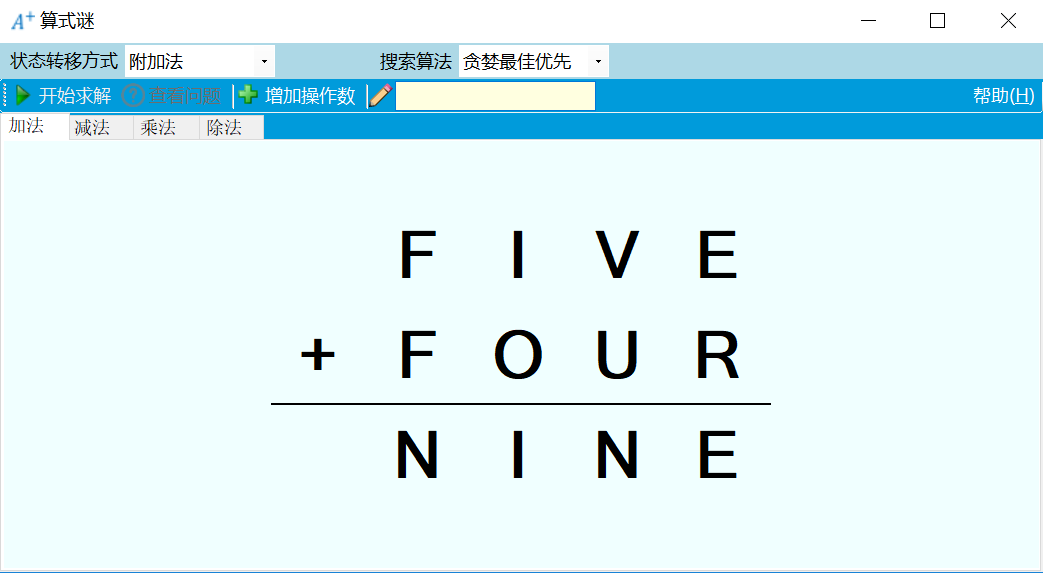 A+ 算式谜
状态转移方式 附加法 搜索算法 贪婪最佳优先
开始求解 查看问题 增加操作数 帮助(H)
加法 减法 乘法 除法
F I V E
+ F O U R
N I N E